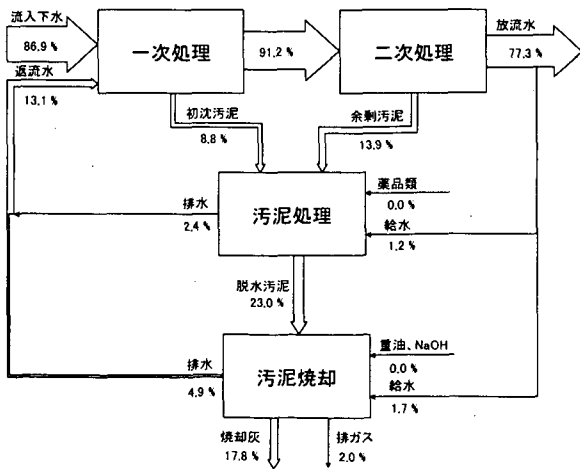 流入下水
86.9 %
返流水
13.1 %
一次処理
91.2 %
二次処理
放流水
77.3 %
初沈汚泥
8.8 %
余剰汚泥
13.9 %
汚泥処理
薬品類
0.0 %
給水
1.2 %
排水
2.4 %
脱水汚泥
23.0 %
汚泥焼却
重油、NaOH
0.0 %
給水
1.7 %
排水
4.9 %
焼却灰
17.8 %
排ガス
2.0 %